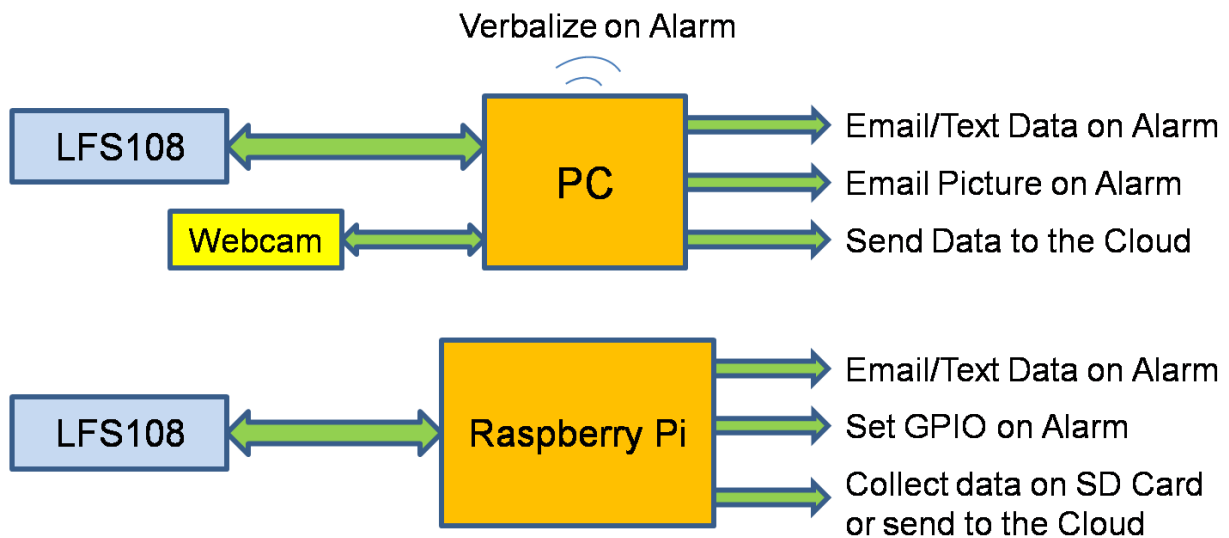 Verbalize on Alarm
LFS108
PC
Webcam
Email/Text Data on Alarm
Email Picture on Alarm
Send Data to the Cloud
LFS108
Raspberry Pi
Email/Text Data on Alarm
Set GPIO on Alarm
Collect data on SD Card
or send to the Cloud